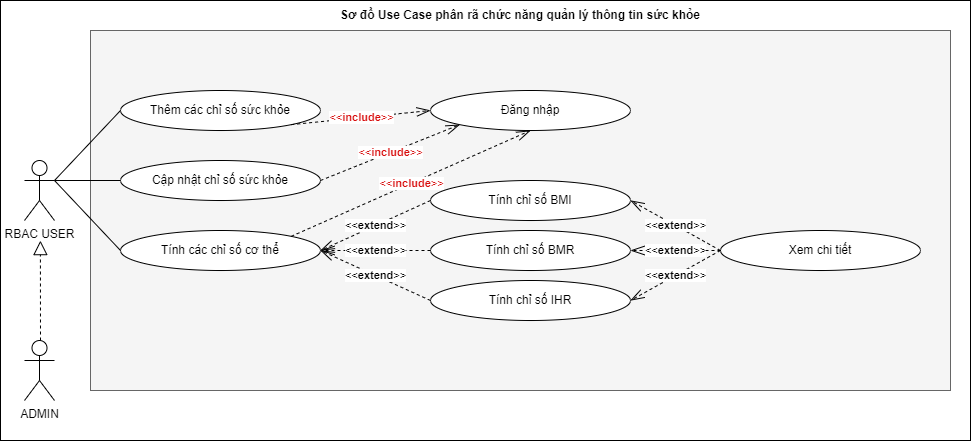 Sơ đồ Use Case phân rã chức năng quản lý thông tin sức khỏe
Thêm các chỉ số sức khỏe
<<include>>
Đăng nhập
Cập nhật chỉ số sức khỏe
<<include>>
<<include>>
RBAC USER
Tính các chỉ số cơ thể
<<extend>>
<<extend>>
<<extend>>
Tính chỉ số BMI
Tính chỉ số BMR
Tính chỉ số IHR
<<extend>>
<<extend>>
<<extend>>
Xem chi tiết
ADMIN